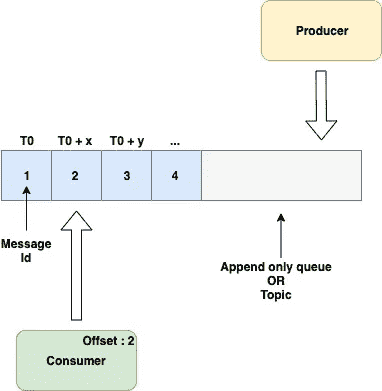 Producer
T0 T0 + x T0 + y ...
1 2 3 4
Message
Id
Append only queue
OR
Topic
Offset : 2
Consumer